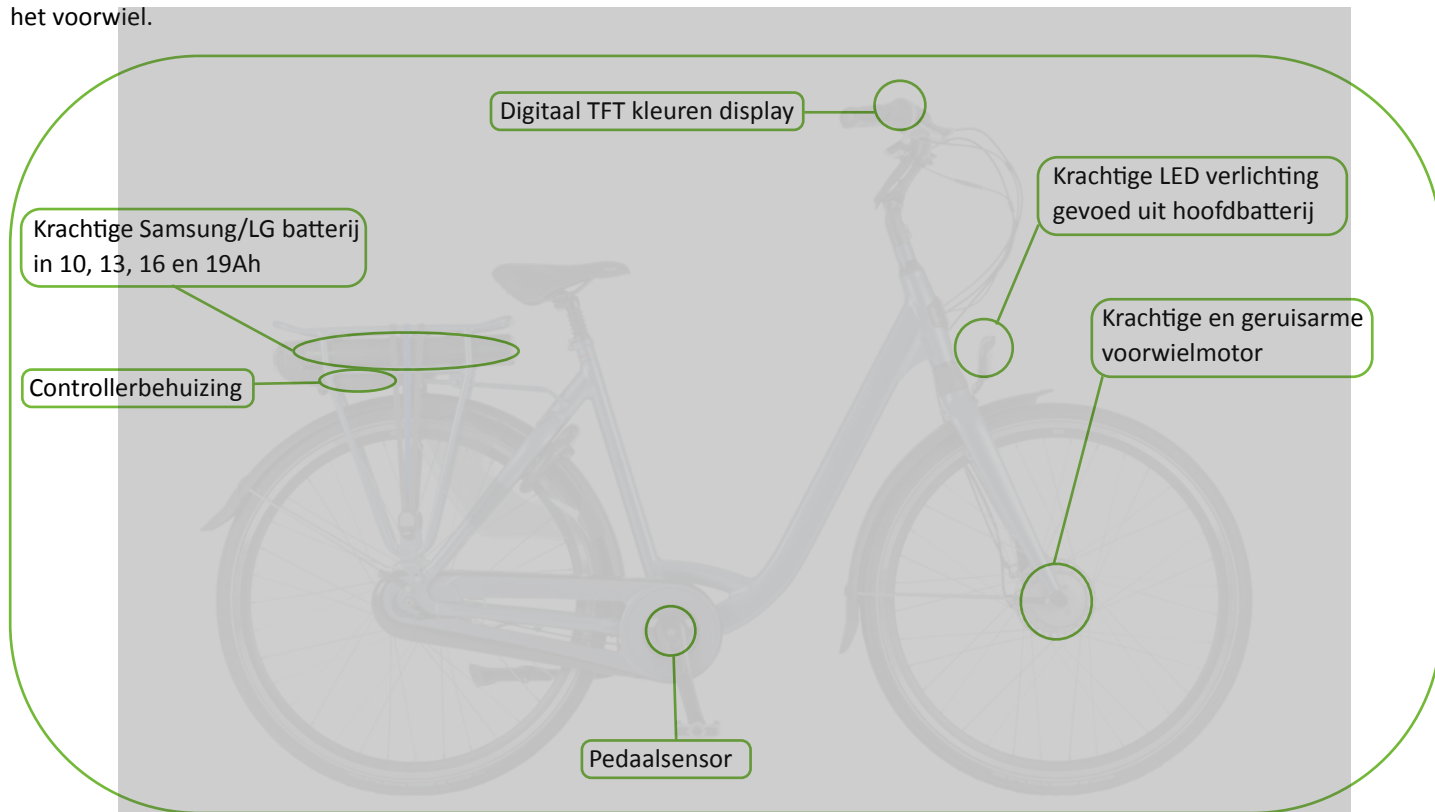 het voorwiel.
Digitaal TFT kleuren display
Krachtige LED verlichting
gevoed uit hoofdbatterij
Krachtige Samsung/LG batterij
in 10, 13, 16 en 19Ah
Krachtige en geruisarme
voorwielmotor
Controllerbehuizing
Pedaalsensor